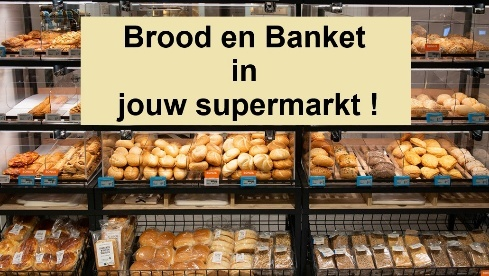 Brood en Banket
in
jouw supermarkt !